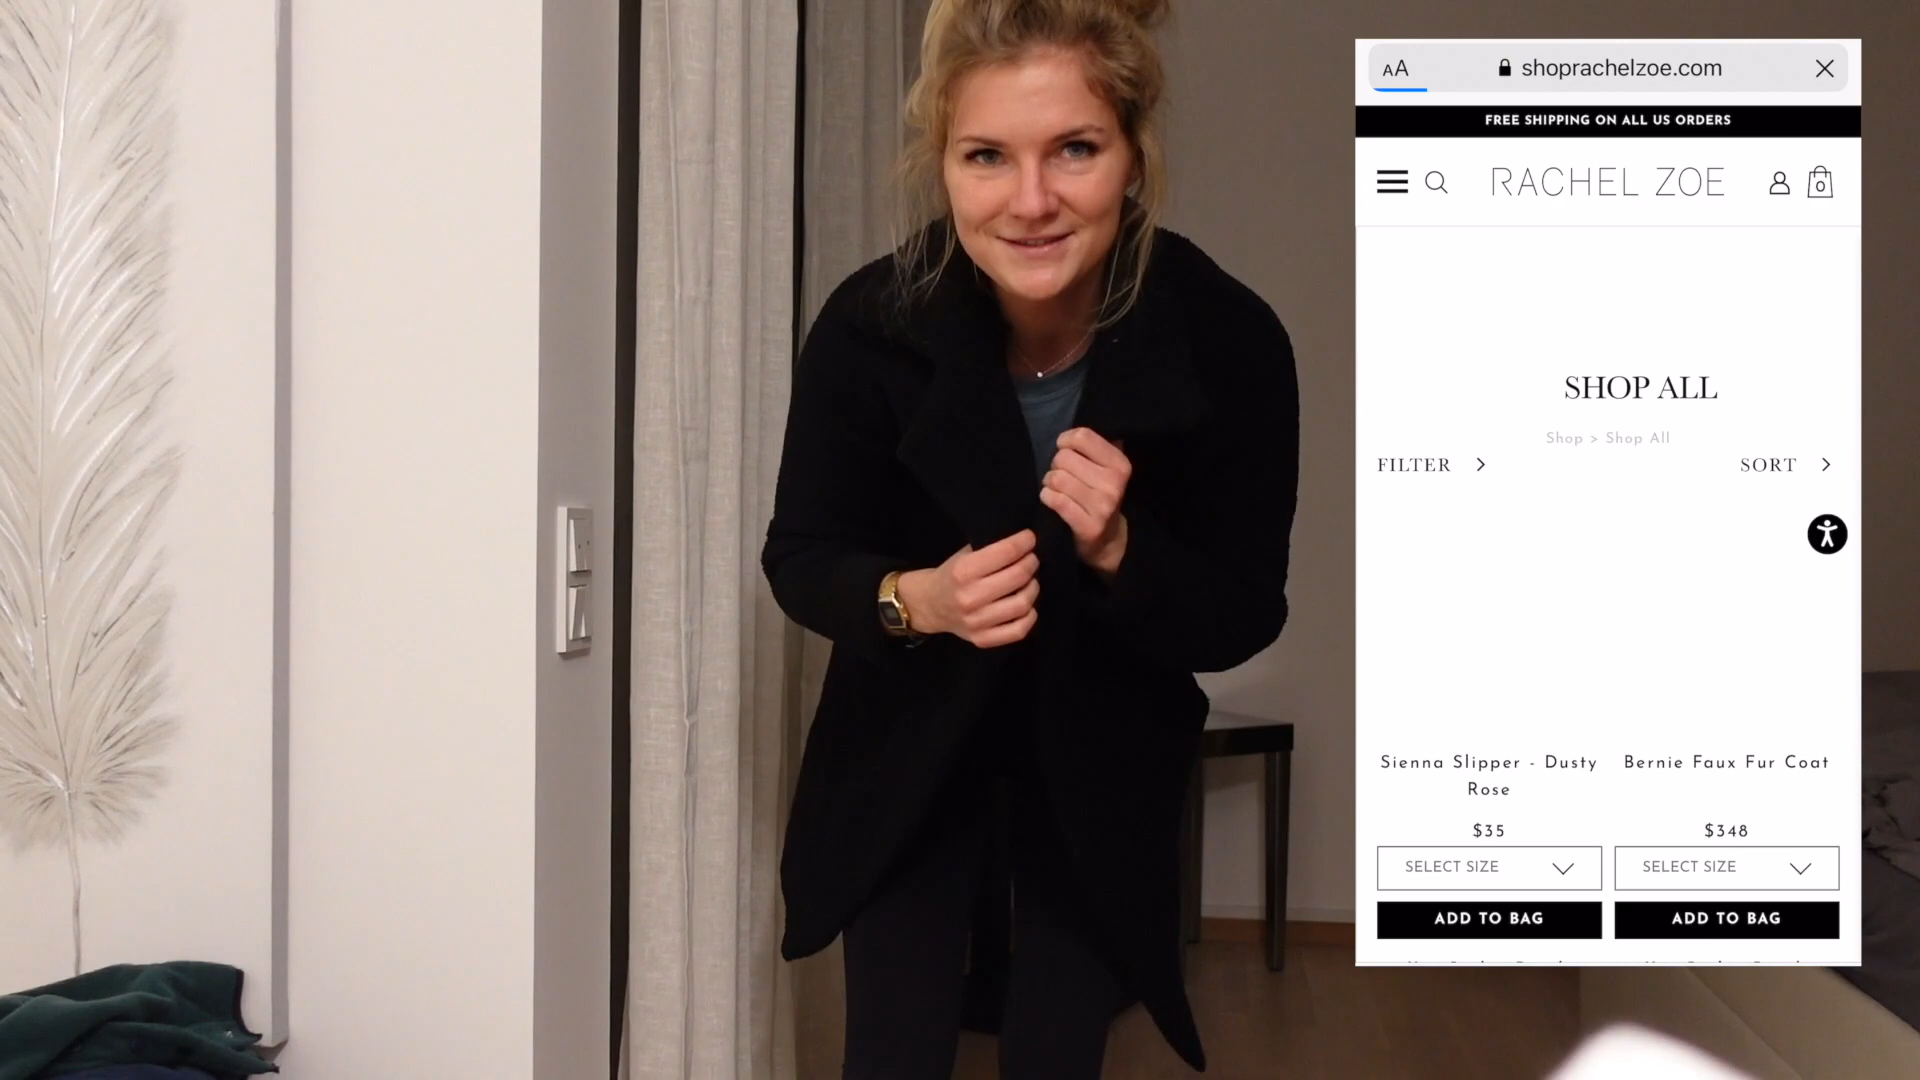 AA shoprachelzoe.com
FREE SHIPPING ON ALL US ORDERS
RACHEL ZOE
0
SHOP ALL
Shop > Shop All
FILTER
SORT
Sienna Slipper - Dusty
Rose
$35
SELECT SIZE
ADD TO BAG
Bernie Faux Fur Coat
$348
SELECT SIZE
ADD TO BAG